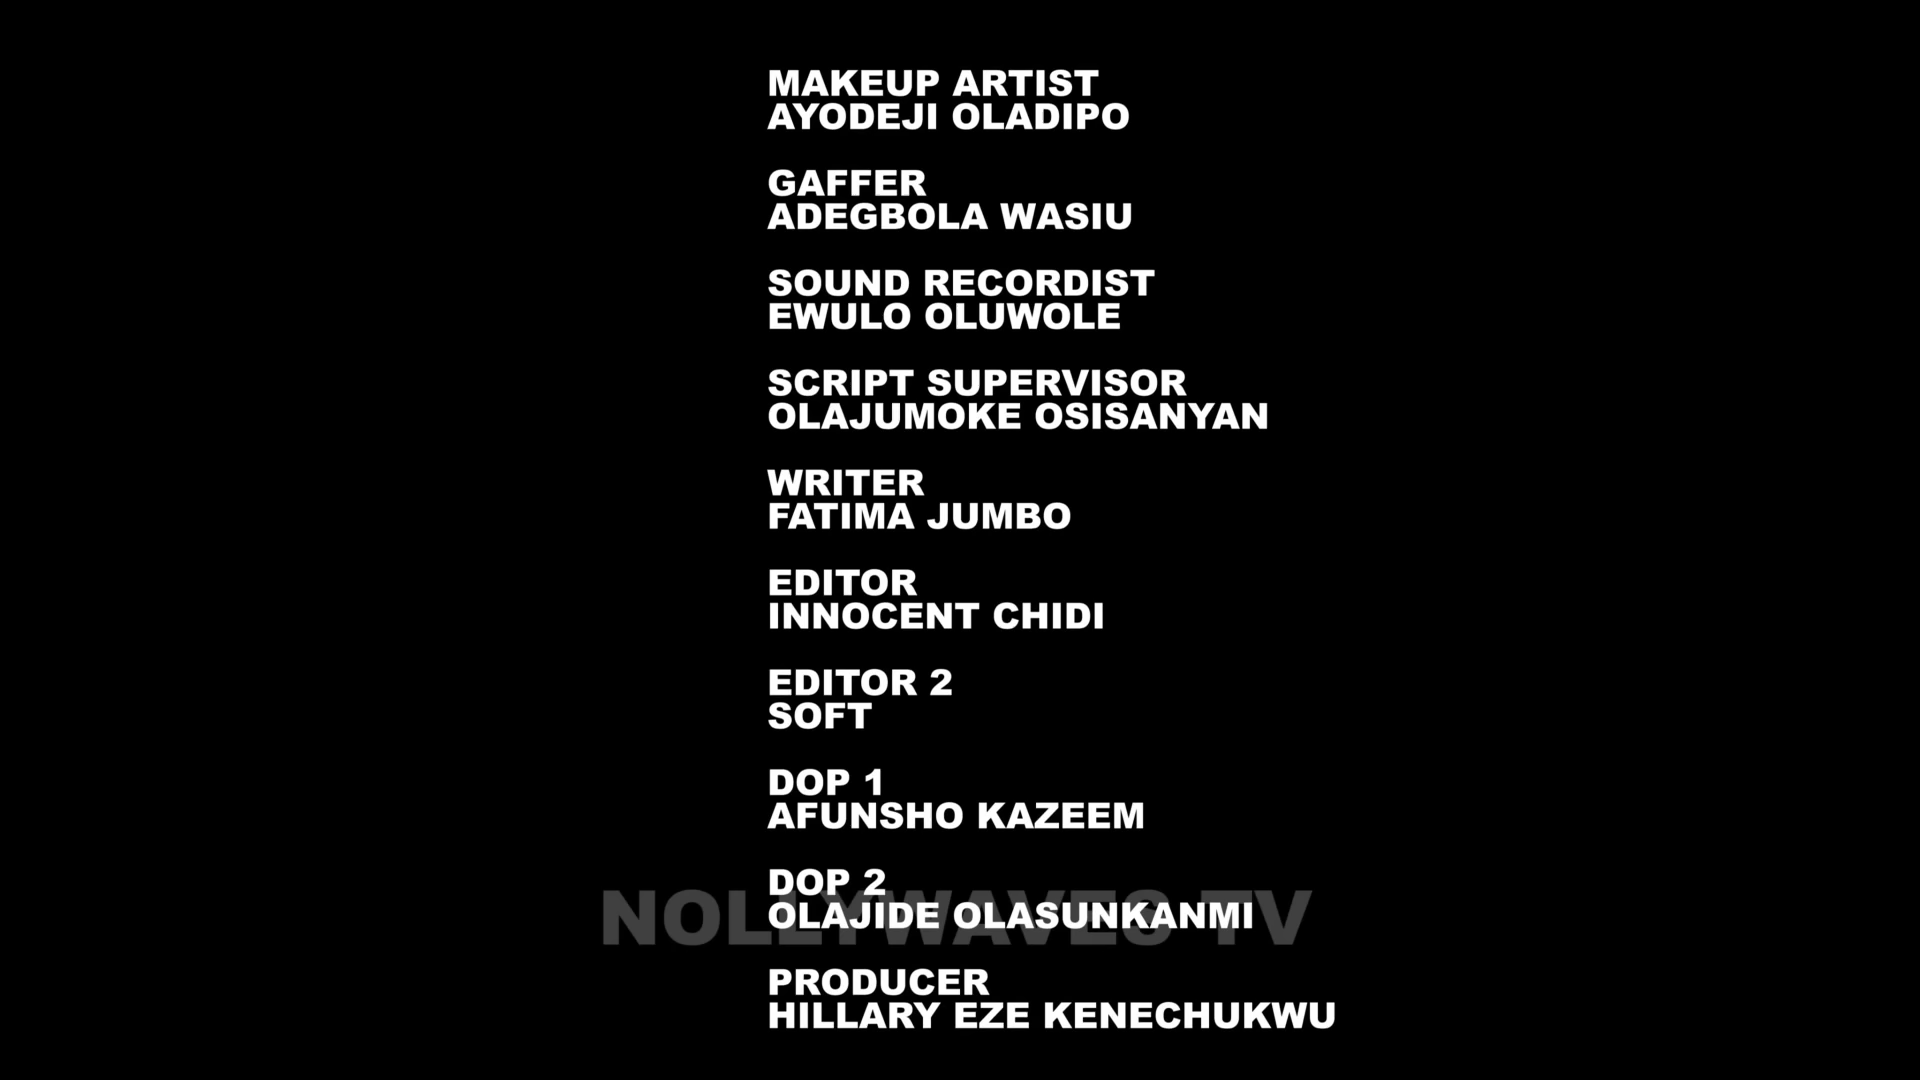 MAKEUP ARTIST
AYODEJI OLADIPO
GAFFER
ADEGBOLA WASIU
SOUND RECORDIST
EWULO OLUWOLE
SCRIPT SUPERVISOR
OLAJUMOKE OSISANYAN
WRITER
FATIMA JUMBO
EDITOR
INNOCENT CHIDI
EDITOR 2
SOFT
DOP 1
AFUNSHO KAZEEM
DOP 2
OLAJIDE OLASUNKANMI
NOLLYWAVES TV
PRODUCER
HILLARY EZE KENECHUKWU